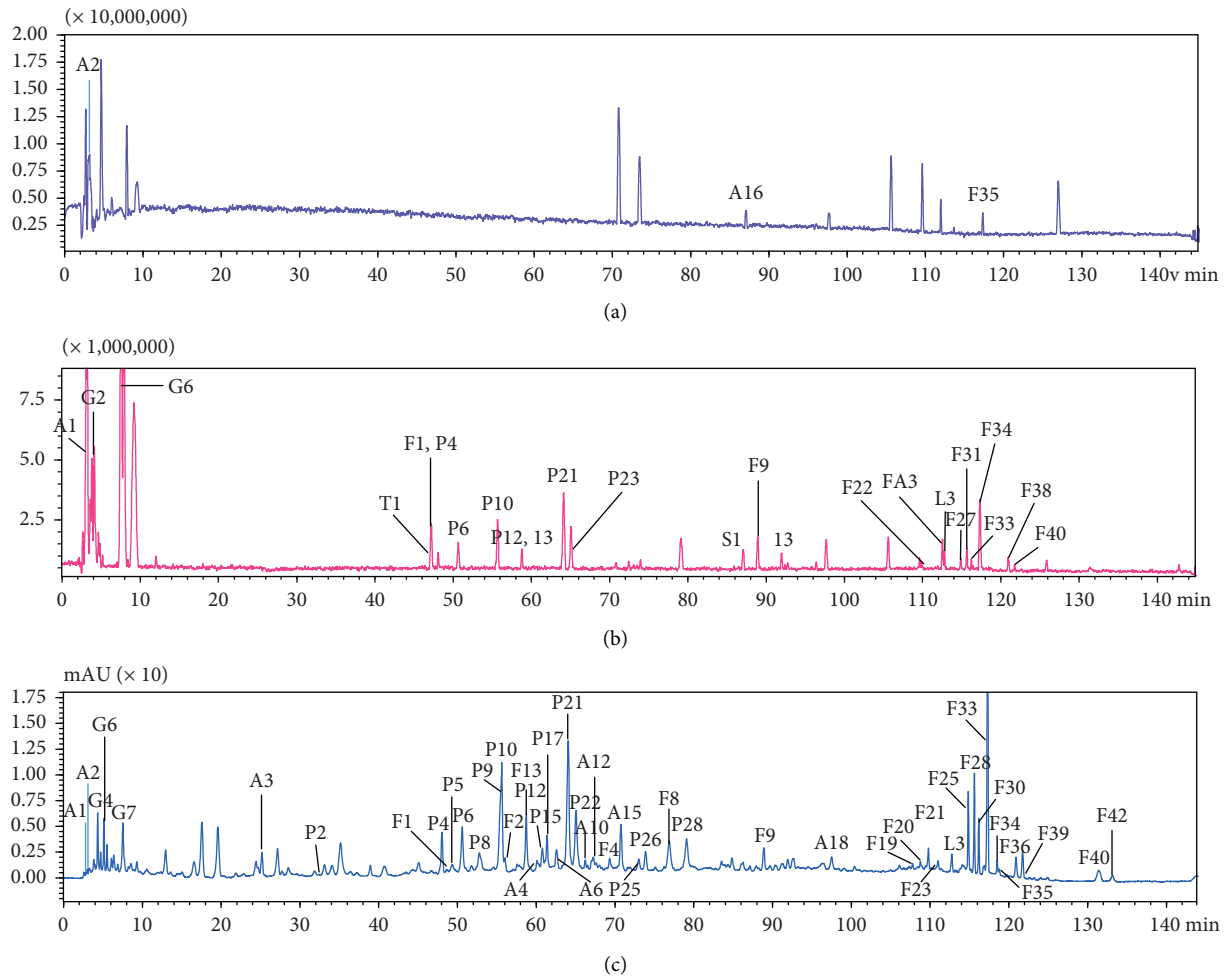 (× 10,000,000)
2.00
1.75
1.50
1.25
1.00
0.75
0.50
0.25
A2
A16
F35
0 10 20 30 40 50 60 70 80 90 100 110 120 130 140v min
(a)
(× 1,000,000)
7.5
5.0
2.5
A1
G2
G6
T1
F1, P4
P6
P10
P12, 13
P21
P23
S1
F9
13
F22
FA3
L3
F27
F31
F33
F34
F38
F40
0 10 20 30 40 50 60 70 80 90 100 110 120 130 140 min
(b)
mAU (× 10)
1.75
1.50
1.25
1.00
0.75
0.50
0.25
0.00
A1
A2
G4
G6
G7
A3
P2
F1
P4
P5
P6
P8
P9
P10
F2
F13
P12
A4
P15
P17
A6
P21
P22
A10
A12
F4
A15
P25
P26
F8
P28
F9
A18
F19
F20
F21
F23
L3
F25
F28
F30
F33
F34
F35
F36
F39
F40
F42
0 10 20 30 40 50 60 70 80 90 100 110 120 130 140 min
(c)